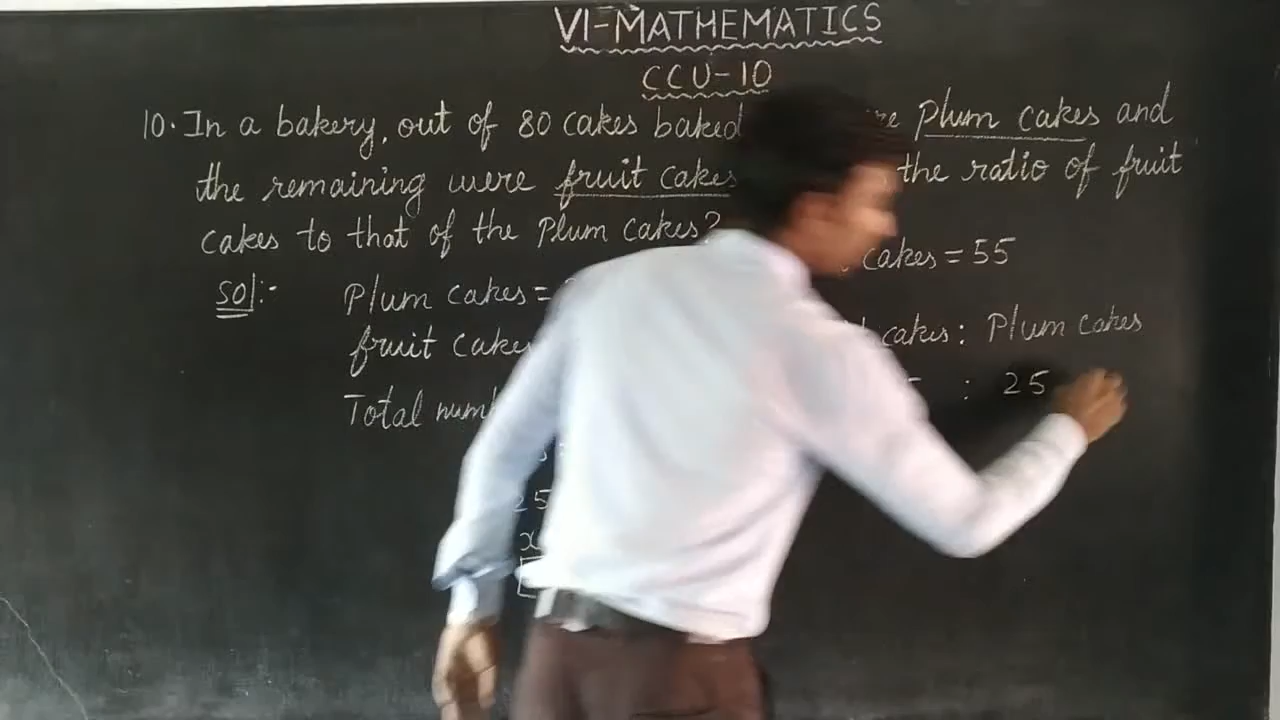 VI-MATHEMATICS
CCU-10
10. In a bakery, out of 80 cakes baked Plum cakes and
the remaining were fruit cakes the ratio of fruit
cakes to that of the Plum cakes?
Sol:- Plum cakes =
cakes = 55
fruit cakes
cakes : Plum cakes
Total
: 25
25
x